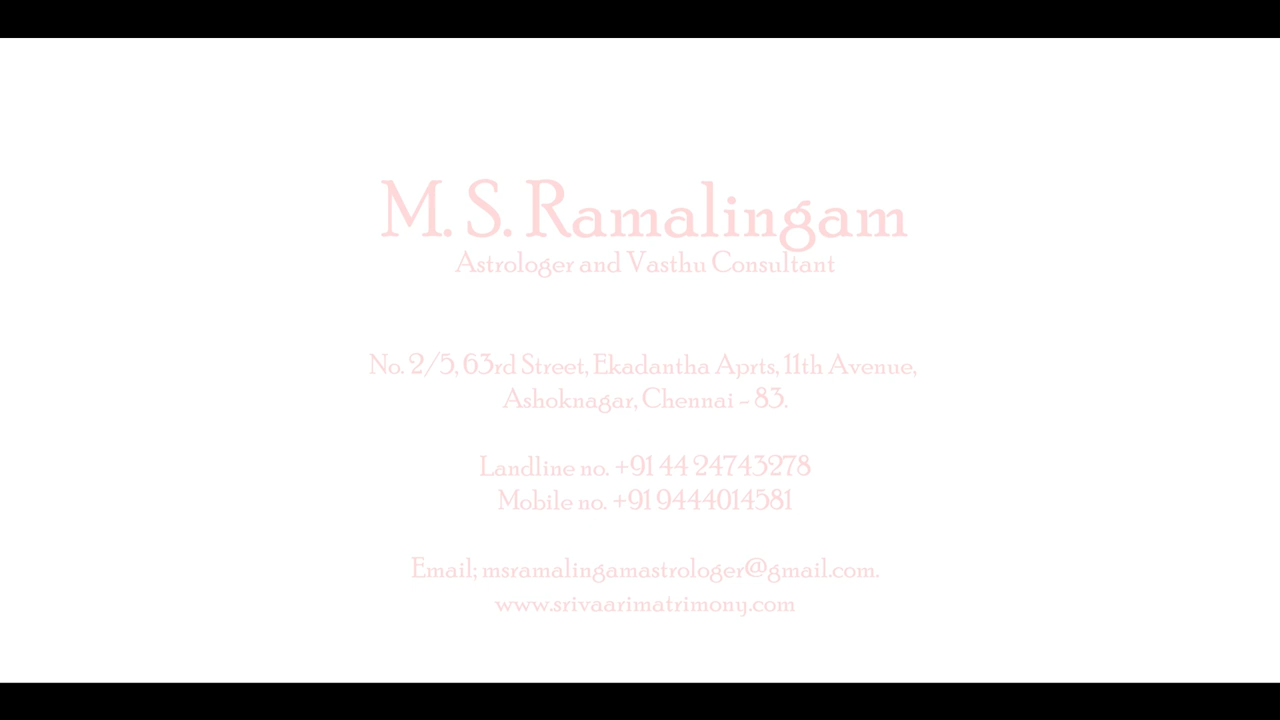 M. S. Ramalingam
Astrologer and Vasthu Consultant
No. 2/5, 63rd Street, Ekadantha Aprts, 11th Avenue,
Ashoknagar, Chennai - 83.
Landline no. +91 44 24743278
Mobile no. +91 9444014581
Email; msramalingamastrologer@gmail.com.
www.srivaarimatrimony.com